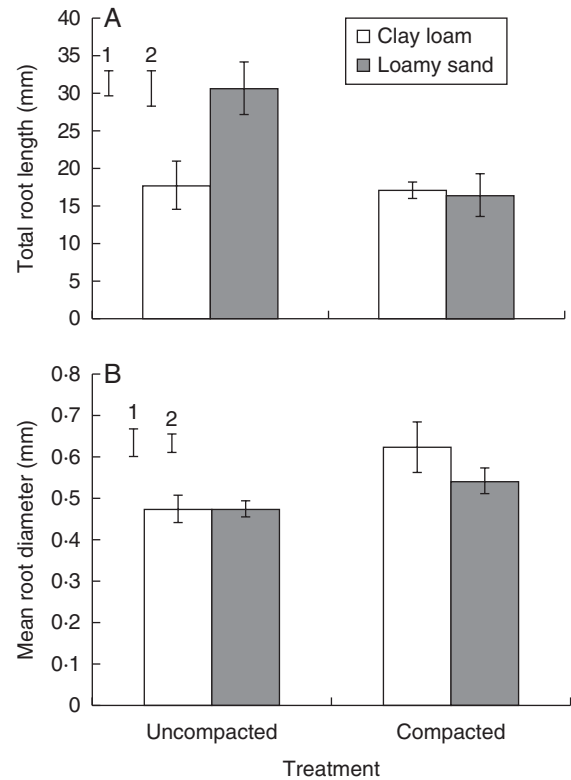 A
40
35
30
25
20
15
10
5
0
Total root length (mm)
1 2
Clay loam
Loamy sand
B
0·8
0·7
0·6
0·5
0·4
0·3
0·2
0·1
0
Mean root diameter (mm)
1 2
Uncompacted Compacted
Treatment